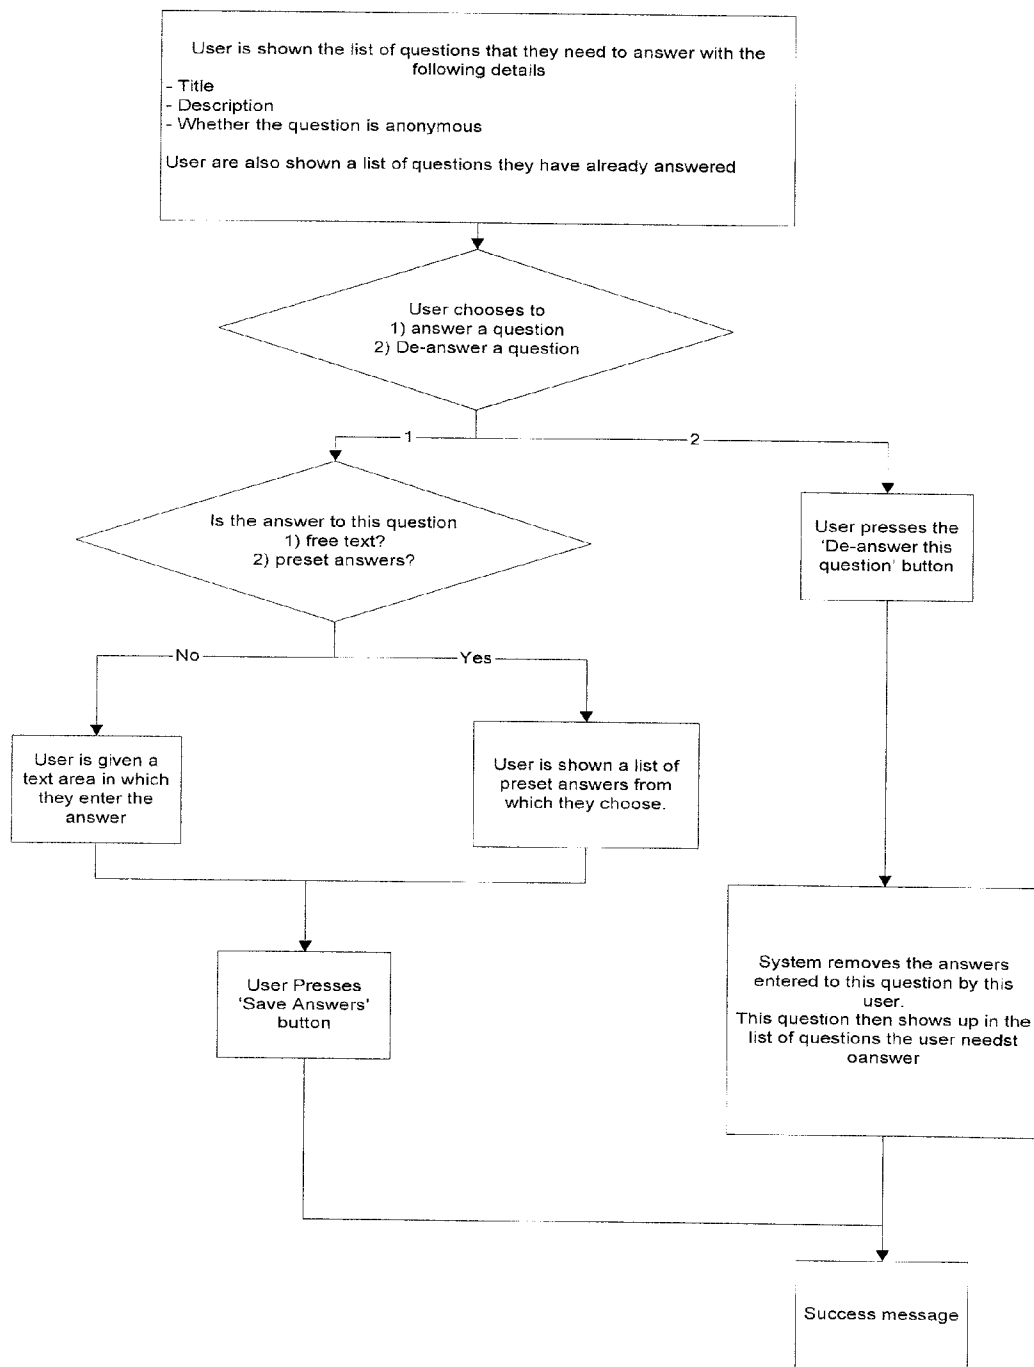 User is shown the list of questions that they need to answer with the
following details
- Title
- Description
- Whether the question is anonymous
User are also shown a list of questions they have already answered
User chooses to
1) answer a question
2) De-answer a question
1
2
Is the answer to this question
1) free text?
2) preset answers?
User presses the
'De-answer this
question' button
No
Yes
User is given a
text area in which
they enter the
answer
User is shown a list of
preset answers from
which they choose.
System removes the answers
entered to this question by this
user.
This question then shows up in the
list of questions the user needst
oanswer
User Presses
'Save Answers'
button
Success message